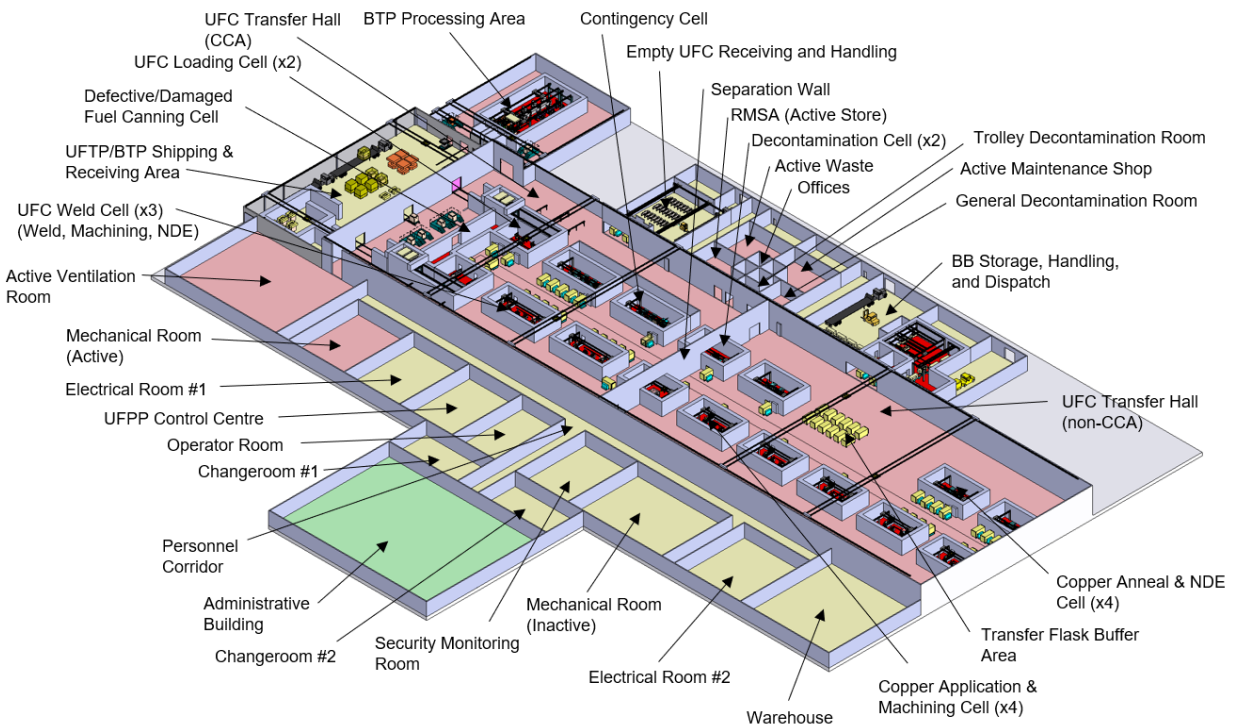 UFC Transfer Hall
(CCA)
BTP Processing Area
Contingency Cell
UFC Loading Cell (x2)
Empty UFC Receiving and Handling
Defective/Damaged
Fuel Canning Cell
Separation Wall
RMSA (Active Store)
Decontamination Cell (x2)
Trolley Decontamination Room
UFTP/BTP Shipping &
Receiving Area
Active Waste
Offices
Active Maintenance Shop
UFC Weld Cell (x3)
(Weld, Machining, NDE)
General Decontamination Room
Active Ventilation
Room
BB Storage, Handling,
and Dispatch
Mechanical Room
(Active)
Electrical Room #1
UFPP Control Centre
UFC Transfer Hall
(non-CCA)
Operator Room
Changeroom #1
Personnel
Corridor
Administrative
Building
Changeroom #2
Security Monitoring
Room
Mechanical Room
(Inactive)
Electrical Room #2
Warehouse
Copper Anneal & NDE
Cell (x4)
Transfer Flask Buffer
Area
Copper Application &
Machining Cell (x4)